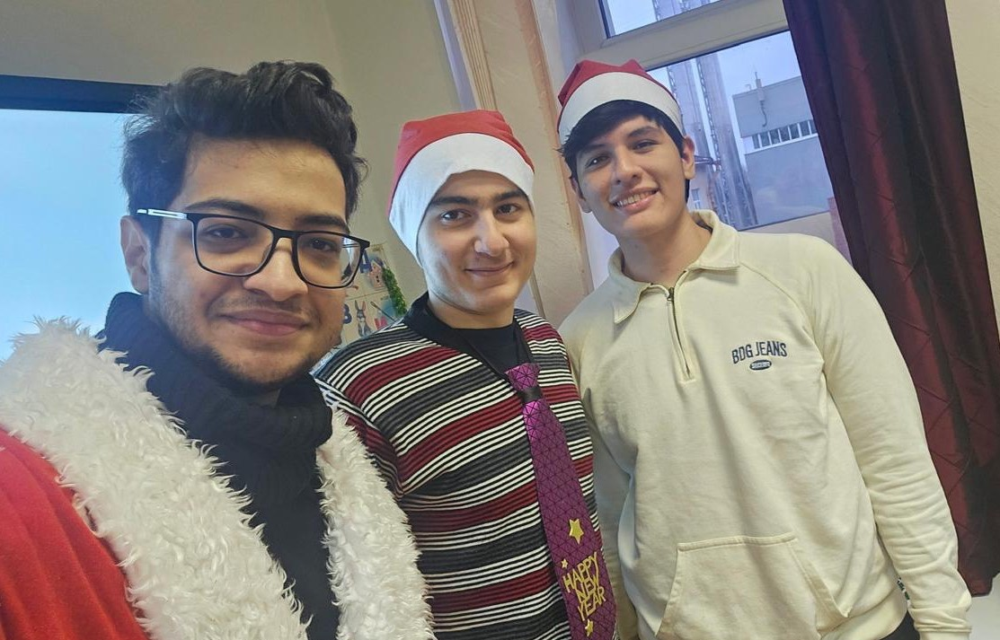 А
В
И
BDG JEANS
HAPPY
NEW
YEAR